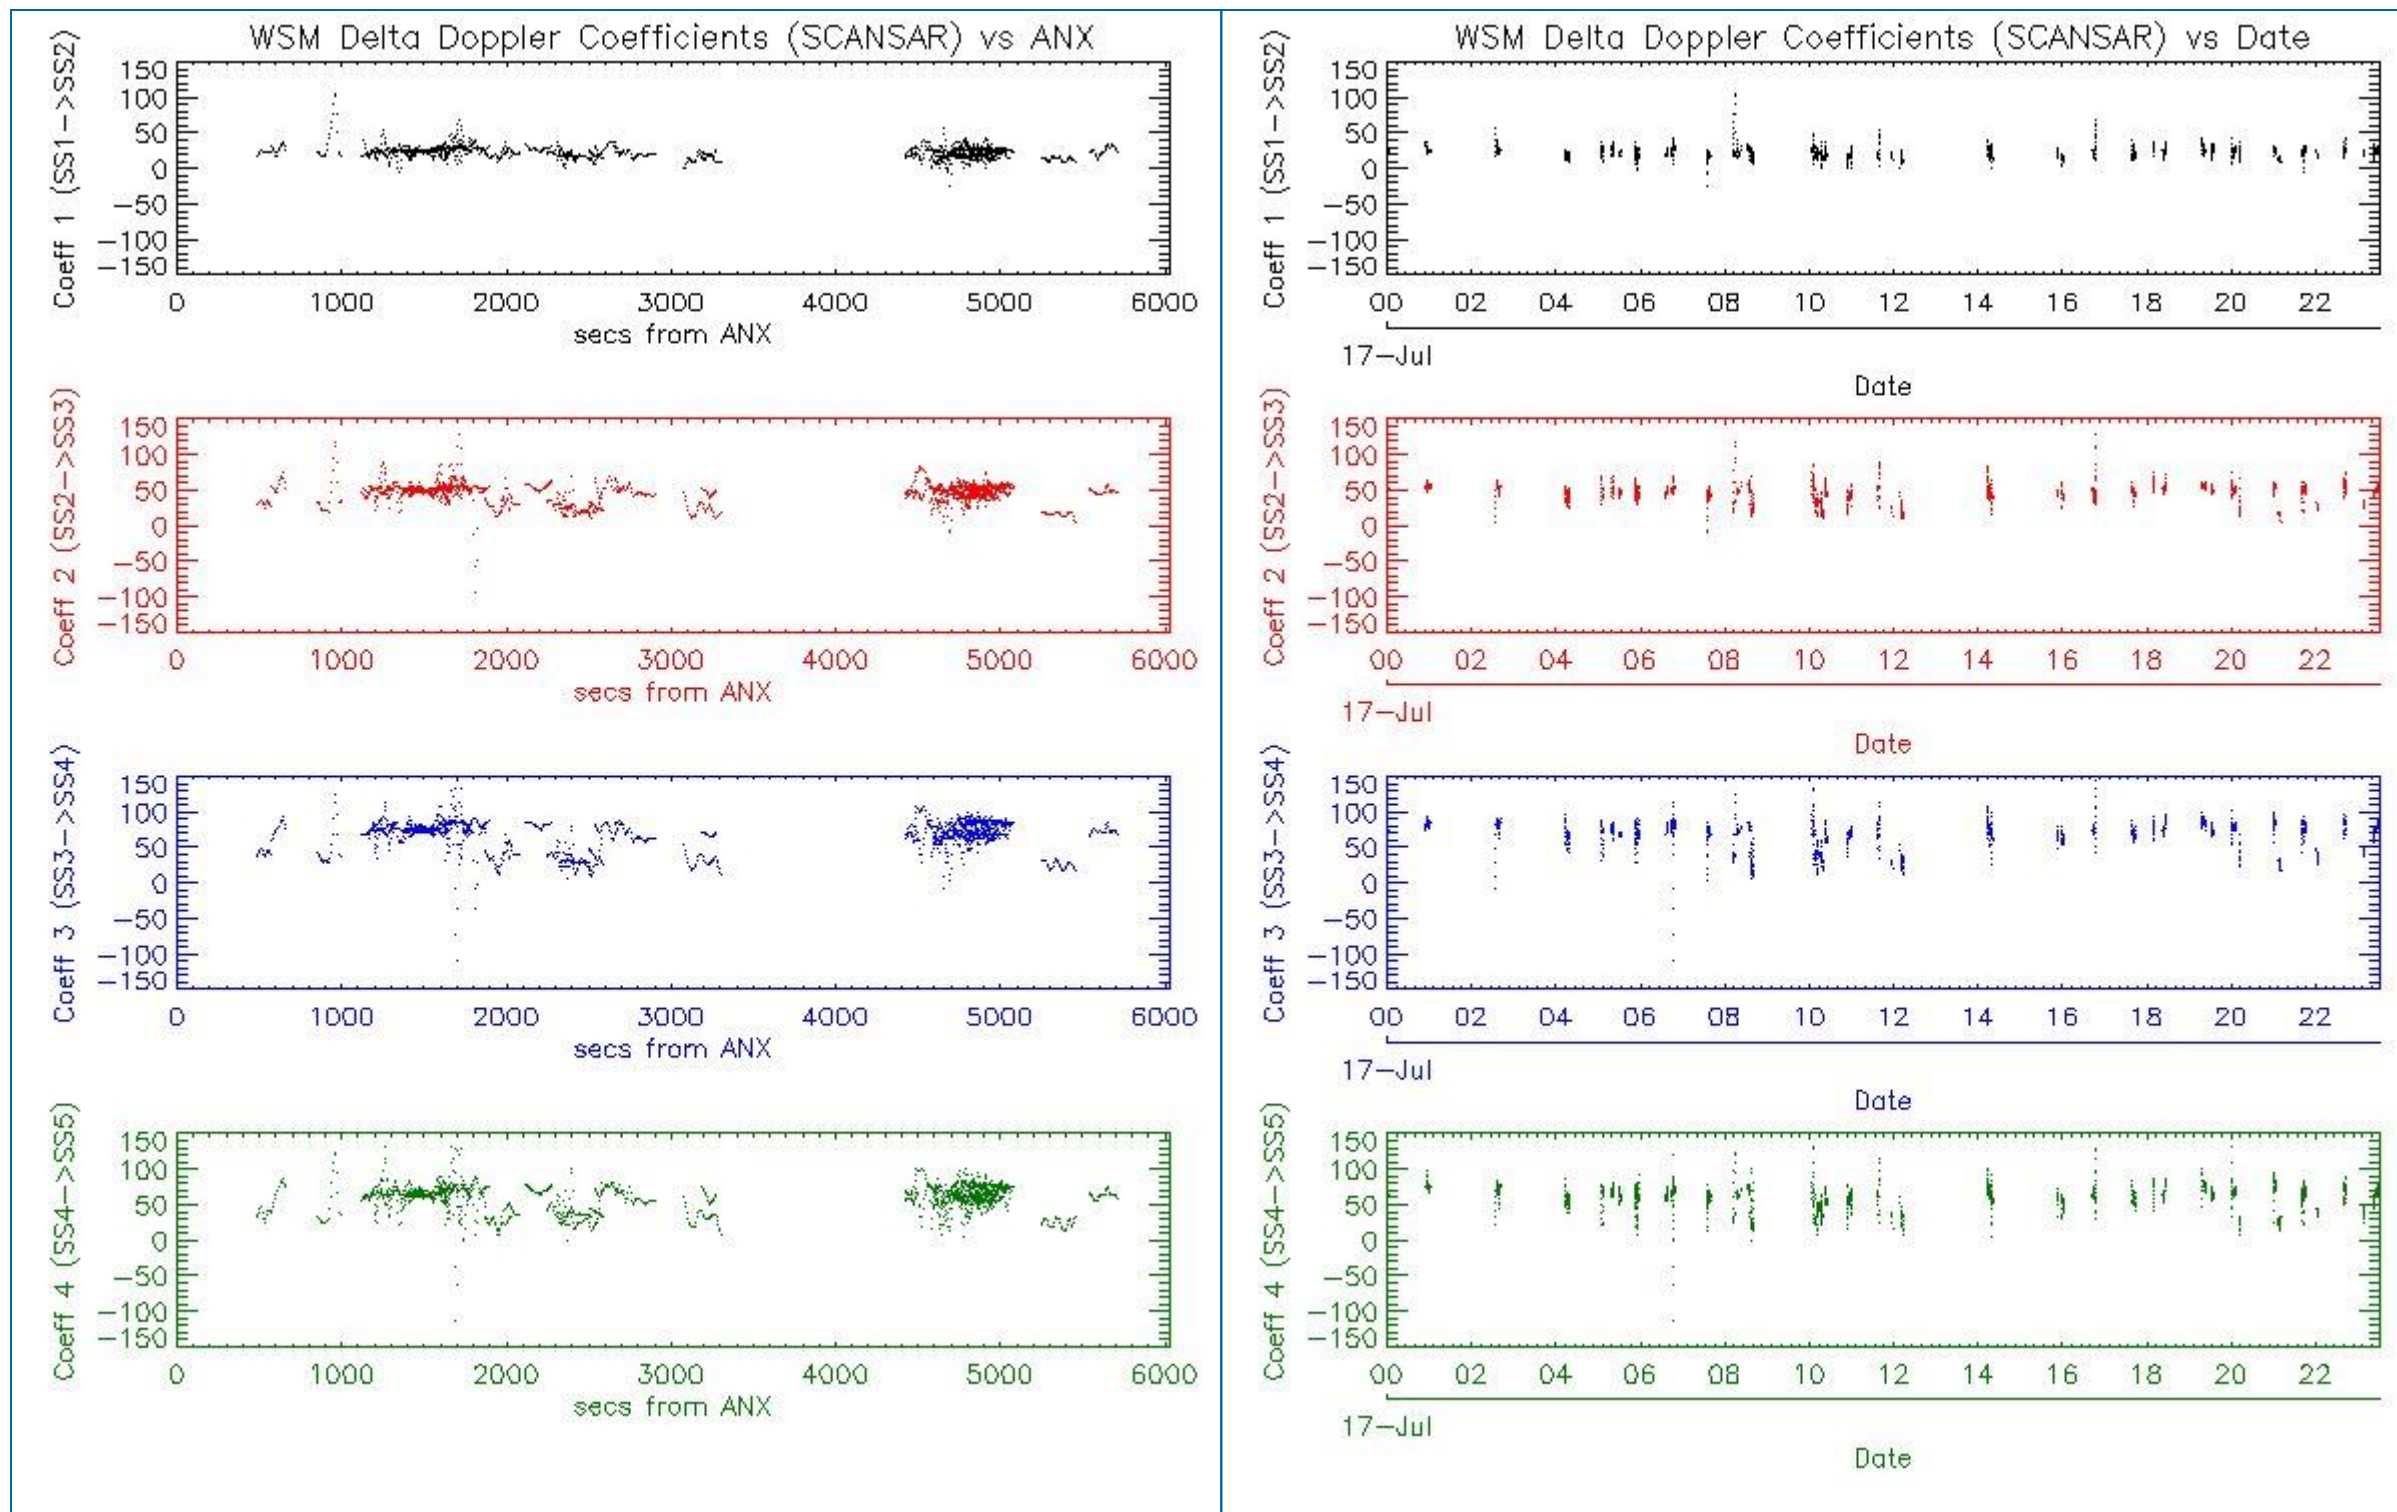 WSM Delta Doppler Coefficients (SCANSAR) vs ANX
Coeff 1 (SS1->SS2)
150
100
50
0
-50
-100
-150
0 1000 2000 3000 4000 5000 6000
secs from ANX
Coeff 2 (SS2->SS3)
150
100
50
0
-50
-100
-150
0 1000 2000 3000 4000 5000 6000
secs from ANX
Coeff 3 (SS3->SS4)
150
100
50
0
-50
-100
-150
0 1000 2000 3000 4000 5000 6000
secs from ANX
Coeff 4 (SS4->SS5)
150
100
50
0
-50
-100
-150
0 1000 2000 3000 4000 5000 6000
secs from ANX
WSM Delta Doppler Coefficients (SCANSAR) vs Date
Coeff 1 (SS1->SS2)
150
100
50
0
-50
-100
-150
00 02 04 06 08 10 12 14 16 18 20 22
17-Jul
Date
Coeff 2 (SS2->SS3)
150
100
50
0
-50
-100
-150
00 02 04 06 08 10 12 14 16 18 20 22
17-Jul
Date
Coeff 3 (SS3->SS4)
150
100
50
0
-50
-100
-150
00 02 04 06 08 10 12 14 16 18 20 22
17-Jul
Date
Coeff 4 (SS4->SS5)
150
100
50
0
-50
-100
-150
00 02 04 06 08 10 12 14 16 18 20 22
17-Jul
Date